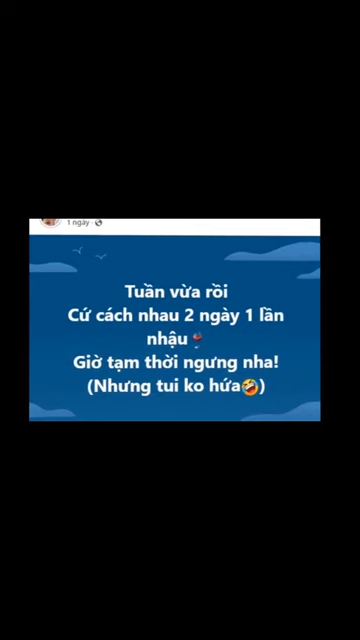 1 ngày
Tuần vừa rồi
Cứ cách nhau 2 ngày 1 lần
nhậu🍷
Giờ tạm thời ngưng nha!
(Nhưng tui ko hứa🤣)